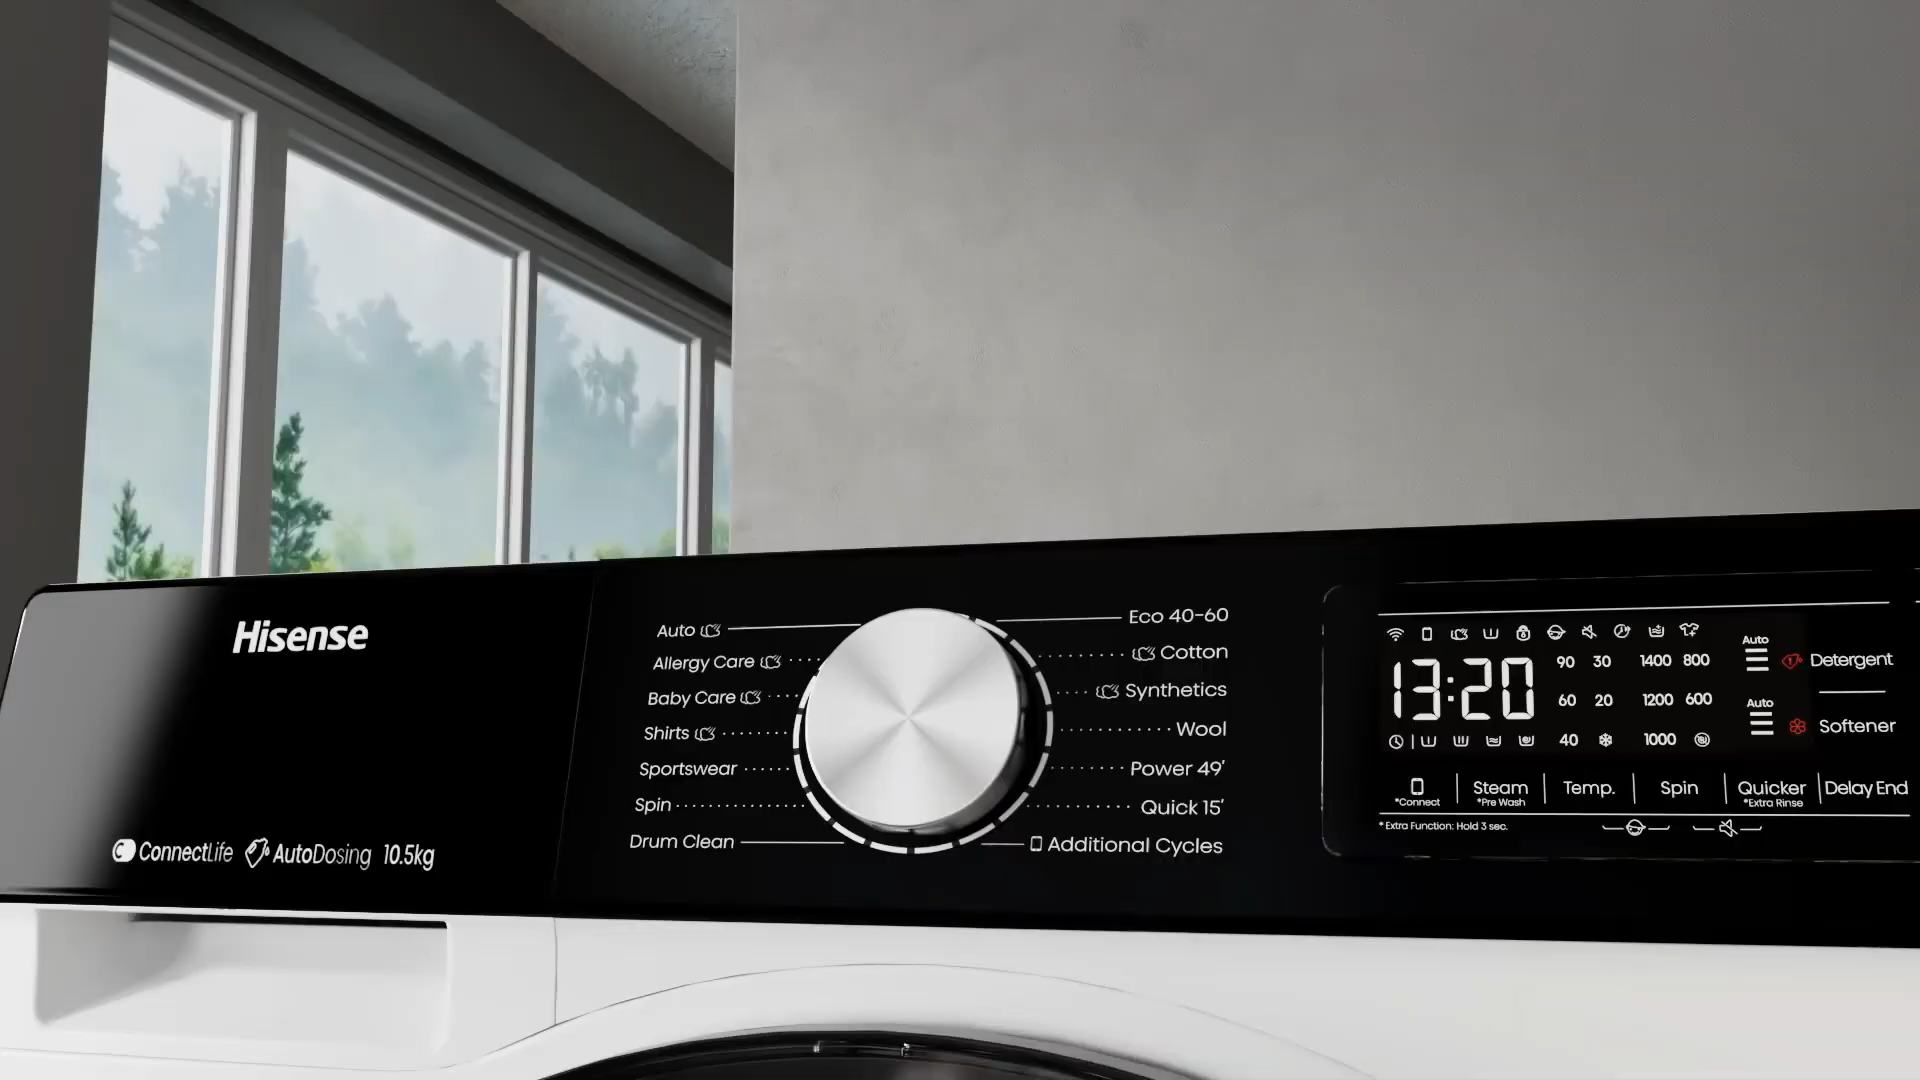 Hisense
ConnectLife AutoDosing 10.5kg
Auto
Allergy Care
Baby Care
Shirts
Sportswear
Spin
Drum Clean
Eco 40-60
Cotton
Synthetics
Wool
Power 49'
Quick 15'
Additional Cycles
13:20
90 30 1400 800
60 20 1200 600
40 1000
Auto
Detergent
Auto
Softener
*Connect
Steam
*Pre Wash
Temp.
Spin
Quicker
*Extra Rinse
Delay End
* Extra Function: Hold 3 sec.